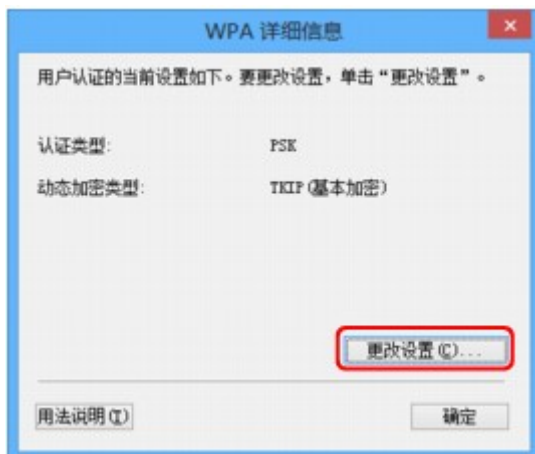 WPA 详细信息
用户认证的当前设置如下。要更改设置，单击“更改设置”。
认证类型: PSK
动态加密类型: TKIP(基本加密)
更改设置(C)...
用法说明(I) 确定